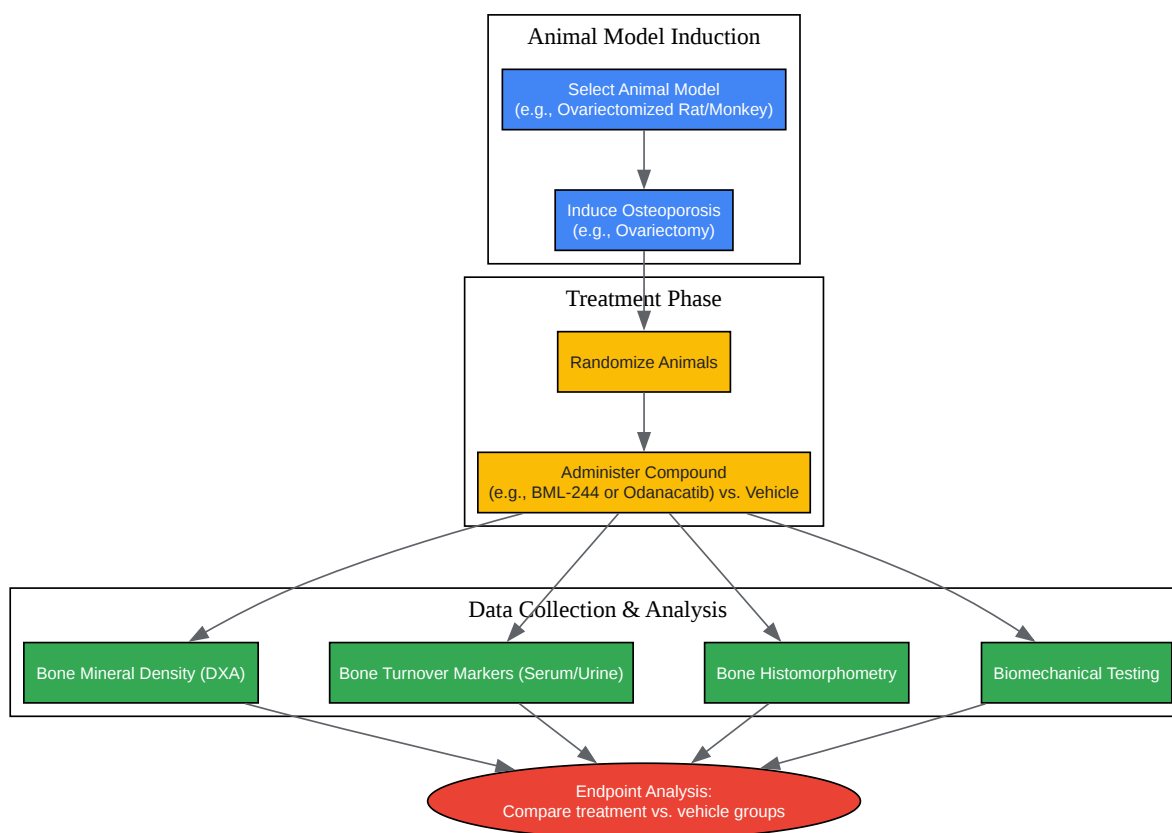 Animal Model Induction
Select Animal Model
(e.g., Ovariectomized Rat/Monkey)
Induce Osteoporosis
(e.g., Ovariectomy)
Treatment Phase
Randomize Animals
Administer Compound
(e.g., BML-244 or Odanacatib) vs. Vehicle
Data Collection & Analysis
Bone Mineral Density (DXA)
Bone Turnover Markers (Serum/Urine)
Bone Histomorphometry
Biomechanical Testing
Endpoint Analysis:
Compare treatment vs. vehicle groups